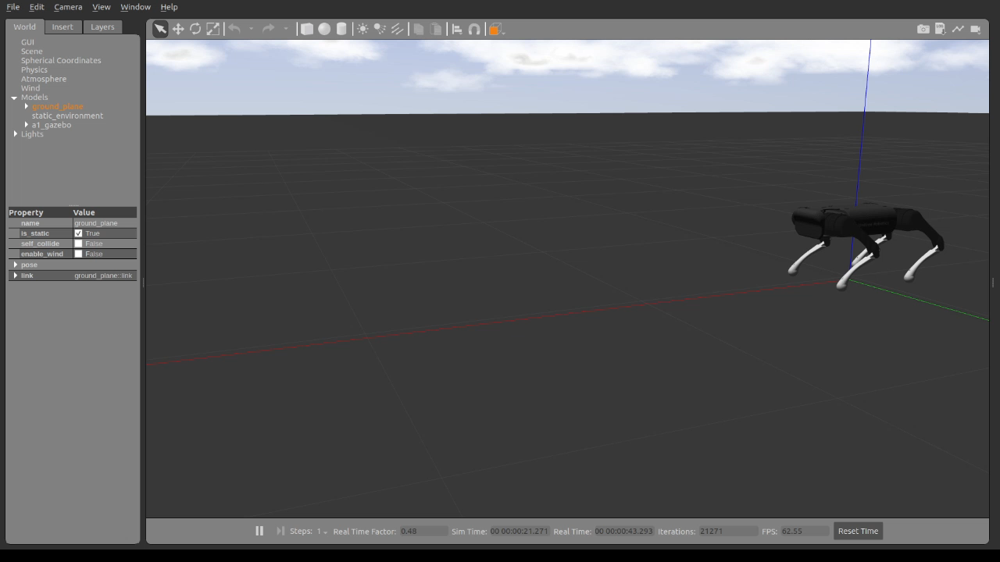 File Edit Camera View Window Help
World Insert Layers
GUI
Scene
Spherical Coordinates
Physics
Atmosphere
Wind
Models
ground_plane
static_environment
a1_gazebo
Lights
Property Value
name ground_plane
is_static True
self_collide False
enable_wind False
pose
link ground_plane::link
Steps: 1 Real Time Factor: 0.48 Sim Time: 00 00:00:21.271 Real Time: 00 00:00:43.293 Iterations: 21271 FPS: 62.55 Reset Time